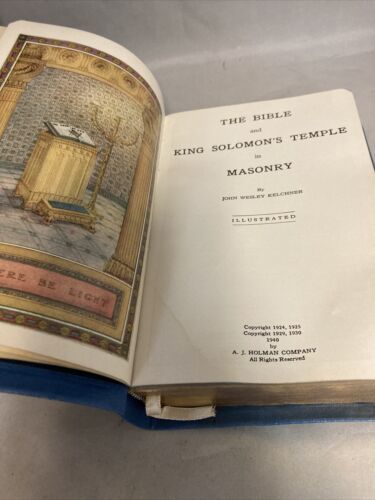 ERE BE LIGHT
THE BIBLE
and
KING SOLOMON'S TEMPLE
in
MASONRY
By
JOHN WESLEY KELCHNER
ILLUSTRATED
Copyright 1924, 1925
Copyright 1929, 1930
1940
by
A. J. HOLMAN COMPANY
All Rights Reserved